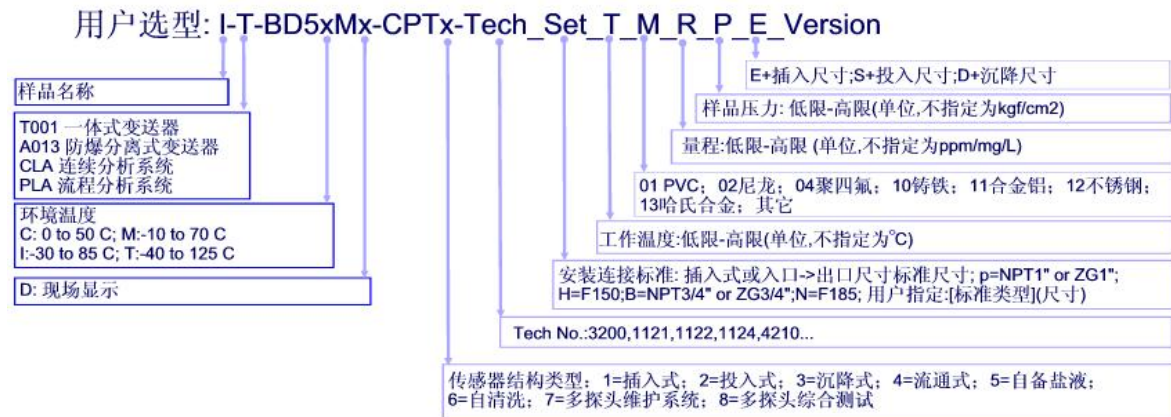 用户选型: I-T-BD5xMx-CPTx-Tech_Set_T_M_R_P_E_Version
E+插入尺寸;S+投入尺寸;D+沉降尺寸
样品名称
样品压力: 低限-高限(单位,不指定为kgf/cm2)
T001 一体式变送器
A013 防爆分离式变送器
CLA 连续分析系统
PLA 流程分析系统
量程:低限-高限 (单位,不指定为ppm/mg/L)
01 PVC；02尼龙；04聚四氟；10铸铁；11合金铝；12不锈钢；
13哈氏合金；其它
环境温度
C: 0 to 50 C; M:-10 to 70 C
I:-30 to 85 C; T:-40 to 125 C
工作温度:低限-高限(单位,不指定为°C)
D: 现场显示
安装连接标准: 插入式或入口->出口尺寸标准尺寸; p=NPT1" or ZG1";
H=F150;B=NPT3/4" or ZG3/4";N=F185; 用户指定:[标准类型](尺寸)
Tech No.:3200,1121,1122,1124,4210...
传感器结构类型；1=插入式；2=投入式；3=沉降式；4=流通式；5=自备盐液；
6=自清洗；7=多探头维护系统；8=多探头综合测试